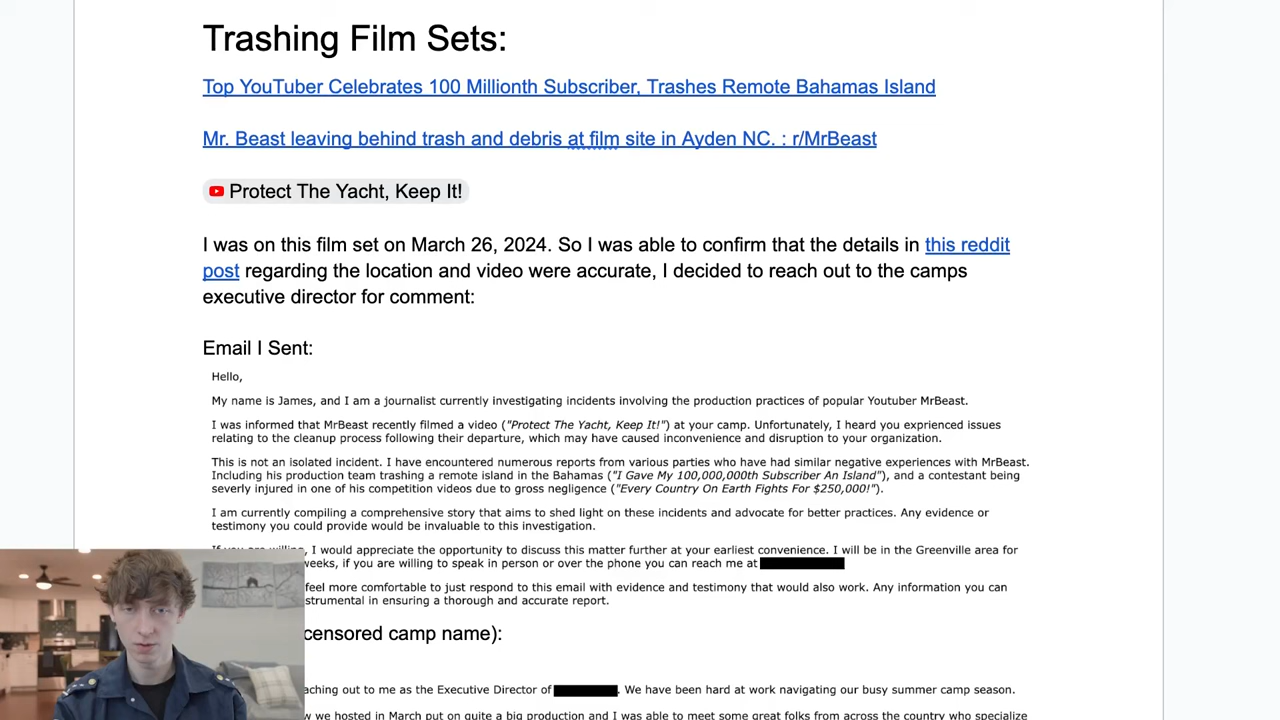 Trashing Film Sets:
Top YouTuber Celebrates 100 Millionth Subscriber, Trashes Remote Bahamas Island
Mr. Beast leaving behind trash and debris at film site in Ayden NC. : r/MrBeast
Protect The Yacht, Keep It!
I was on this film set on March 26, 2024. So I was able to confirm that the details in this reddit
post regarding the location and video were accurate, I decided to reach out to the camps
executive director for comment:
Email I Sent:
Hello,
My name is James, and I am a journalist currently investigating incidents involving the production practices of popular Youtuber MrBeast.
I was informed that MrBeast recently filmed a video ("Protect The Yacht, Keep It!") at your camp. Unfortunately, I heard you exprienced issues
relating to the cleanup process following their departure, which may have caused inconvenience and disruption to your organization.
This is not an isolated incident. I have encountered numerous reports from various parties who have had similar negative experiences with MrBeast.
Including his production team trashing a remote island in the Bahamas ("I Gave My 100,000,000th Subscriber An Island"), and a contestant being
severly injured in one of his competition videos due to gross negligence ("Every Country On Earth Fights For $250,000!").
I am currently compiling a comprehensive story that aims to shed light on these incidents and advocate for better practices. Any evidence or
testimony you could provide would be invaluable to this investigation.
, I would appreciate the opportunity to discuss this matter further at your earliest convenience. I will be in the Greenville area for
weeks, if you are willing to speak in person or over the phone you can reach me at
feel more comfortable to just respond to this email with evidence and testimony that would also work. Any information you can
strumental in ensuring a thorough and accurate report.
censored camp name):
aching out to me as the Executive Director of . We have been hard at work navigating our busy summer camp season.
w we hosted in March put on quite a big production and I was able to meet some great folks from across the country who specialize